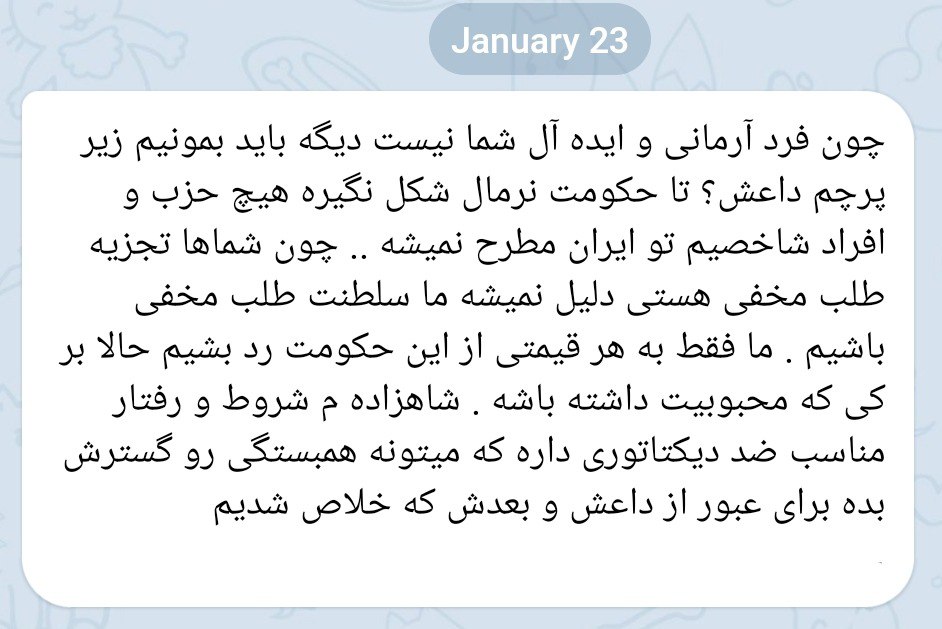 January 23
چون فرد آرمانی و ایده آل شما نیست دیگه باید بمونیم زیر
پرچم داعش؟ تا حکومت نرمال شکل نگیره هیچ حزب و
افراد شاخصیم تو ایران مطرح نمیشه .. چون شماها تجزیه
طلب مخفی هستی دلیل نمیشه ما سلطنت طلب مخفی
باشیم . ما فقط به هر قیمتی از این حکومت رد بشیم حالا بر
کی که محبوبیت داشته باشه . شاهزاده م شروط و رفتار
مناسب ضد دیکتاتوری داره که میتونه همبستگی رو گسترش
بده برای عبور از داعش و بعدش که خلاص شدیم